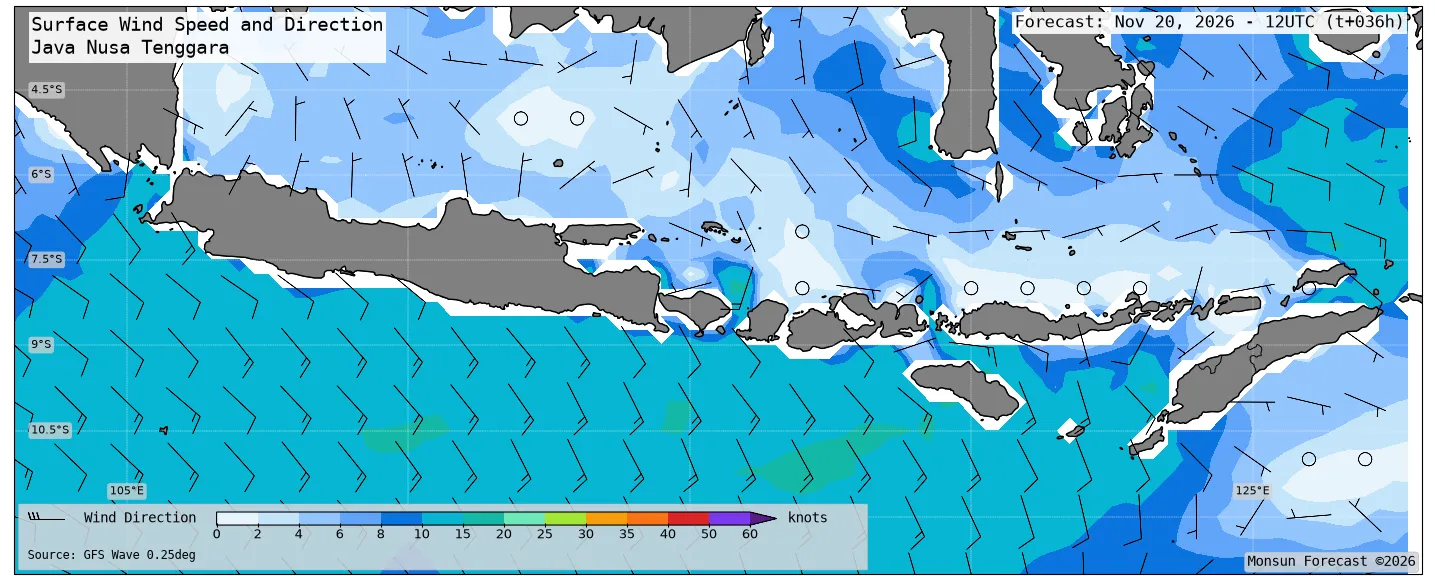 Surface Wind Speed and Direction
Java Nusa Tenggara
Forecast: Nov 20, 2026 - 12UTC (t+036h)
4.5°S
6°S
7.5°S
9°S
10.5°S
105°E
125°E
Wind Direction
knots
0 2 4 6 8 10 15 20 25 30 35 40 50 60
Source: GFS Wave 0.25deg
Monsun Forecast ©2026